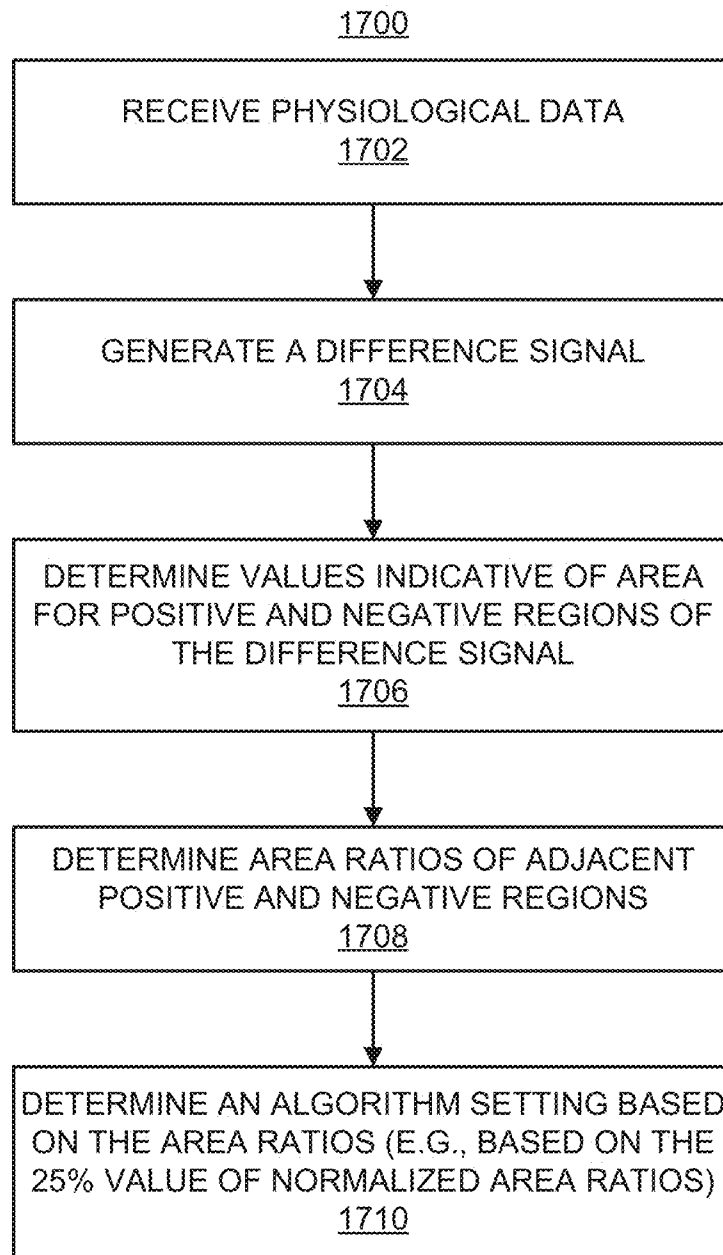 1700
RECEIVE PHYSIOLOGICAL DATA
1702
GENERATE A DIFFERENCE SIGNAL
1704
DETERMINE VALUES INDICATIVE OF AREA
FOR POSITIVE AND NEGATIVE REGIONS OF
THE DIFFERENCE SIGNAL
1706
DETERMINE AREA RATIOS OF ADJACENT
POSITIVE AND NEGATIVE REGIONS
1708
DETERMINE AN ALGORITHM SETTING BASED
ON THE AREA RATIOS (E.G., BASED ON THE
25% VALUE OF NORMALIZED AREA RATIOS)
1710